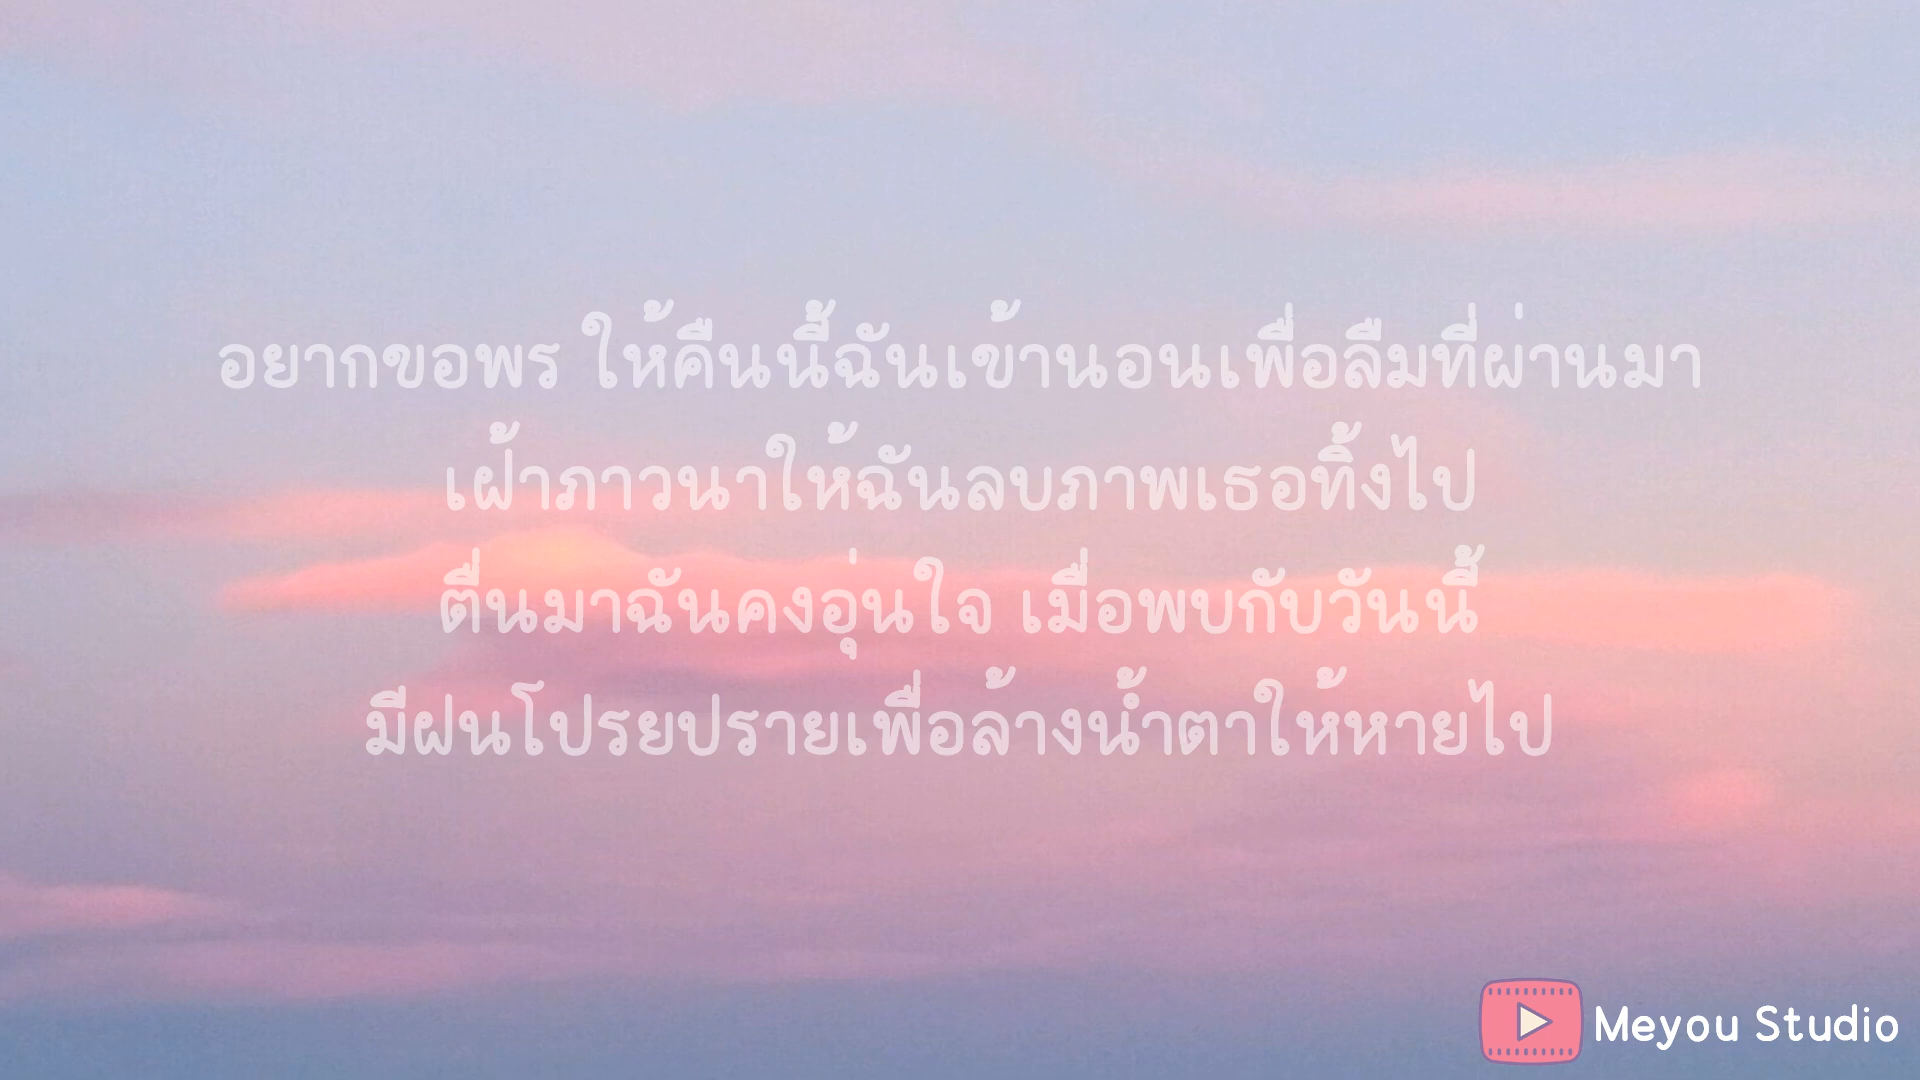 อยากขอพร ให้คืนนี้ฉันเข้านอนเพื่อลืมที่ผ่านมา
เฝ้าภาวนาให้ฉันลบภาพเธอทิ้งไป
ตื่นมาฉันคงอุ่นใจ เมื่อพบกับวันนี้
มีฝนโปรยปรายเพื่อล้างน้ำตาให้หายไป
Meyou Studio